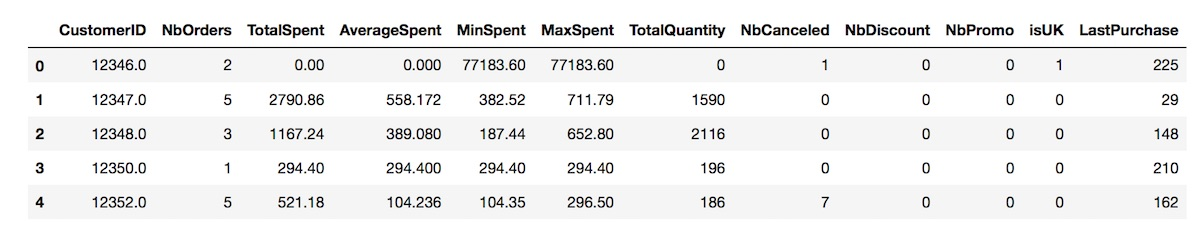 CustomerID NbOrders TotalSpent AverageSpent MinSpent MaxSpent TotalQuantity NbCanceled NbDiscount NbPromo isUK LastPurchase
0 12346.0 2 0.00 0.000 77183.60 77183.60 0 1 0 0 1 225
1 12347.0 5 2790.86 558.172 382.52 711.79 1590 0 0 0 0 29
2 12348.0 3 1167.24 389.080 187.44 652.80 2116 0 0 0 0 148
3 12350.0 1 294.40 294.400 294.40 294.40 196 0 0 0 0 210
4 12352.0 5 521.18 104.236 104.35 296.50 186 7 0 0 0 162